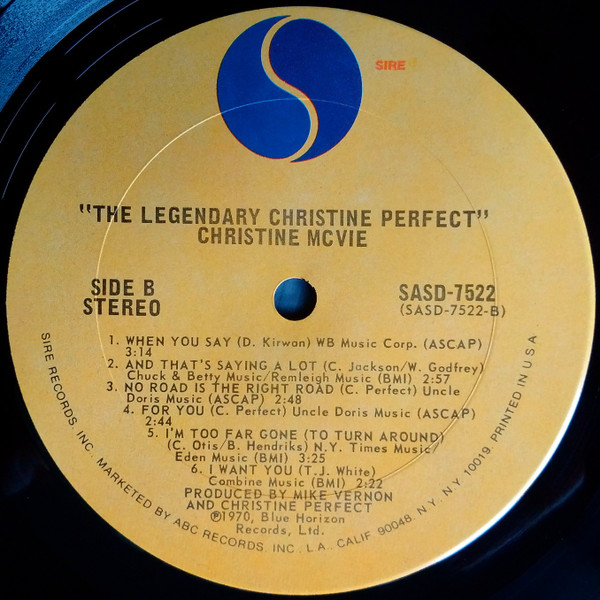 SIRE
"THE LEGENDARY CHRISTINE PERFECT"
CHRISTINE MCVIE
SIDE B
STEREO
SASD-7522
(SASD-7522-B)
1. WHEN YOU SAY (D. Kirwan) WB Music Corp. (ASCAP)
3:14
2. AND THAT'S SAYING A LOT (C. Jackson/W. Godfrey)
Chuck & Betty Music/Remleigh Music (BMI) 2:57
3. NO ROAD IS THE RIGHT ROAD (C. Perfect) Uncle
Doris Music (ASCAP) 2:48
4. FOR YOU (C. Perfect) Uncle Doris Music (ASCAP)
2:44
5. I'M TOO FAR GONE (TO TURN AROUND)
(C. Otis/B. Hendriks) N.Y. Times Music/
Eden Music (BMI) 3:25
6. I WANT YOU (T.J. White)
Combine Music (BMI) 2:22
PRODUCED BY MIKE VERNON
AND CHRISTINE PERFECT
℗1970, Blue Horizon
Records, Ltd.
SIRE RECORDS INC. MARKETED BY ABC RECORDS INC. L.A., CALIF 90048. N.Y. N.Y. 10019. PRINTED IN U.S.A.